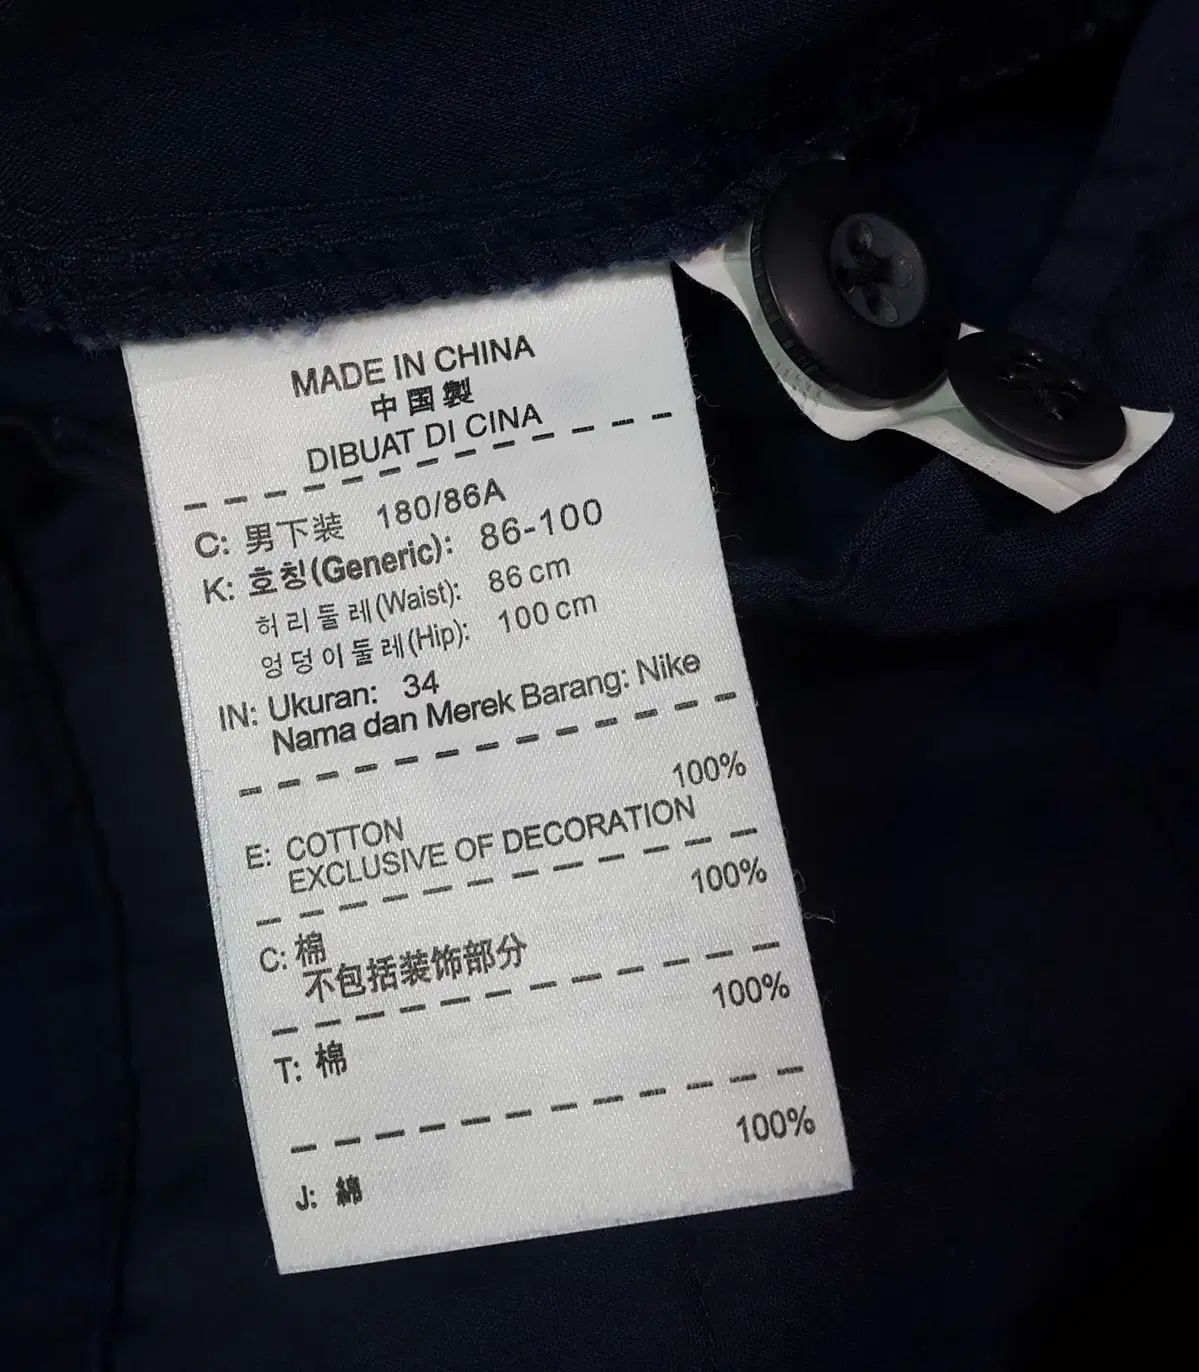 MADE IN CHINA
中国製
DIBUAT DI CINA
C: 男下装 180/86A
K: 호칭(Generic): 86-100
허리둘레(Waist): 86 cm
엉덩이둘레(Hip): 100 cm
IN: Ukuran: 34
Nama dan Merek Barang: Nike
100%
E: COTTON
EXCLUSIVE OF DECORATION
100%
C: 棉
不包括装饰部分
100%
T: 棉
100%
J: 綿